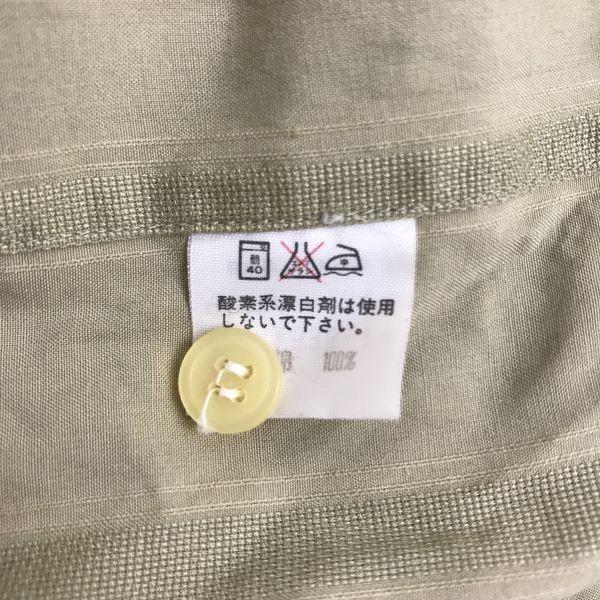 40
中
酸素系漂白剤は使用
しないで下さい。
綿 100%